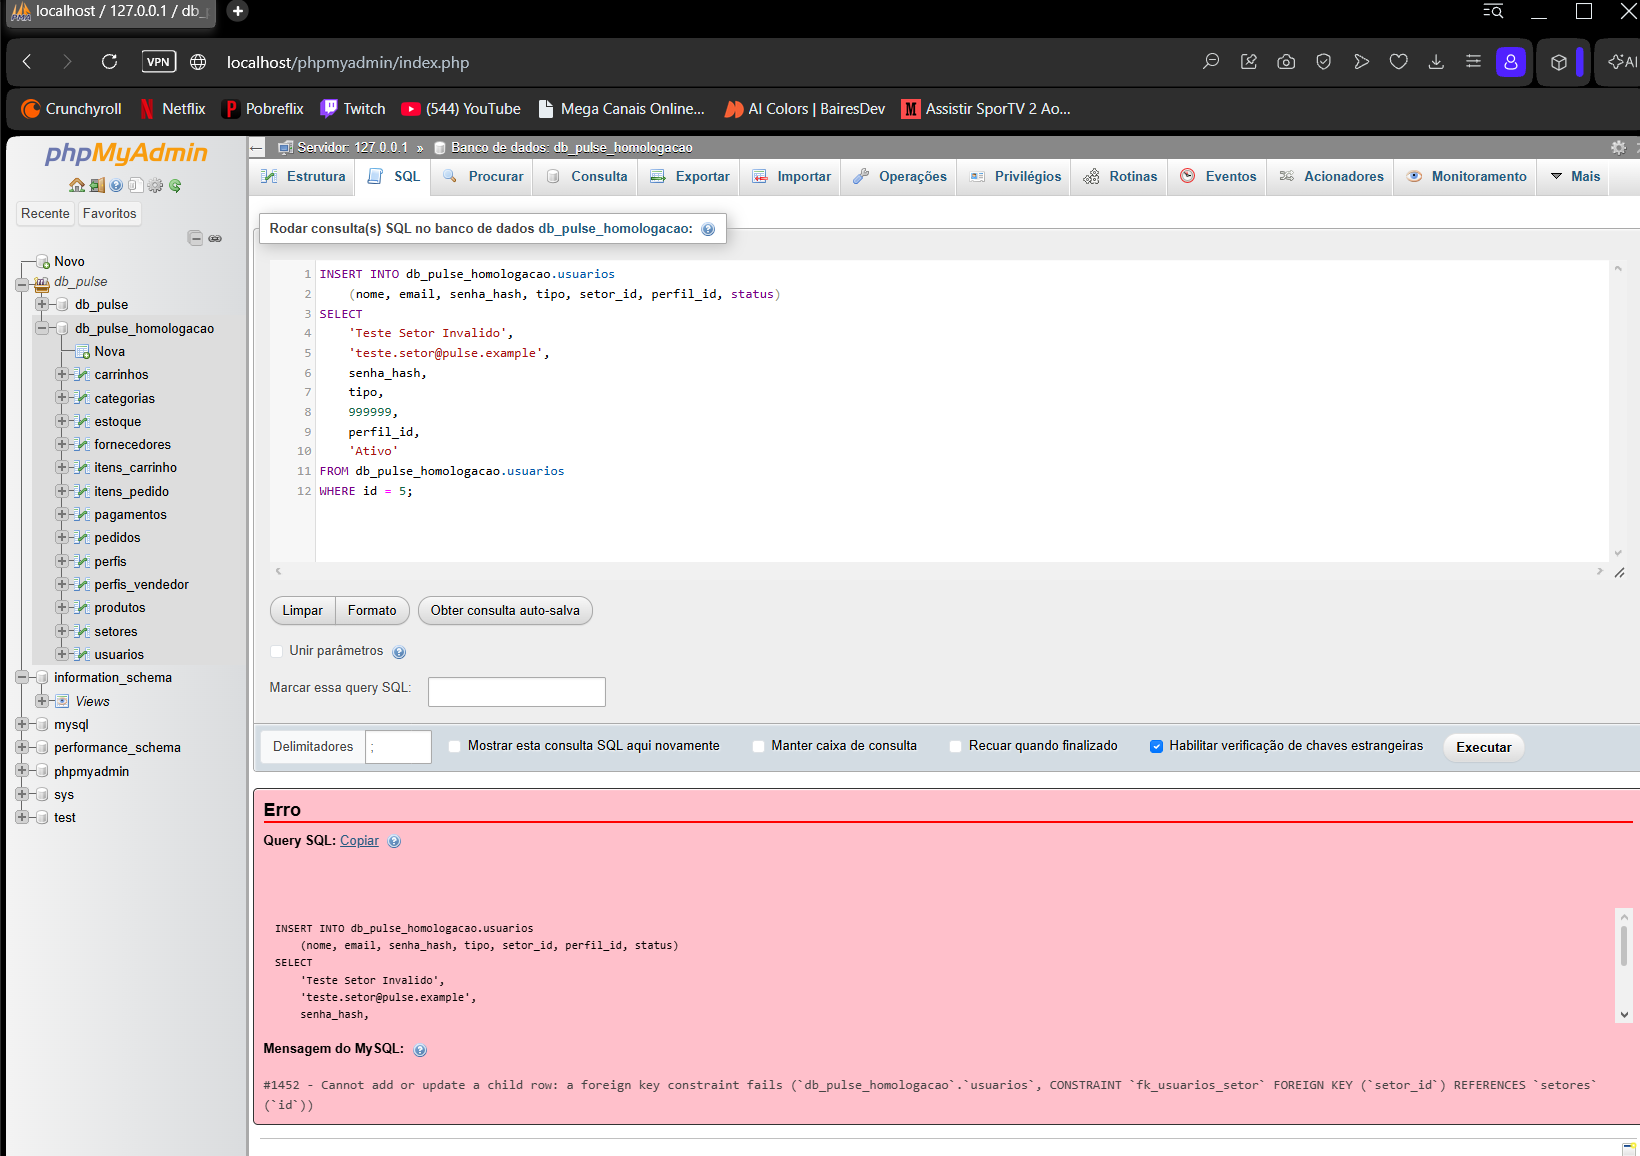 localhost / 127.0.0.1 / db_
VPN
localhost/phpmyadmin/index.php
AI
Crunchyroll
Netflix
Pobreflix
Twitch
(544) YouTube
Mega Canais Online...
AI Colors | BairesDev
Assistir SporTV 2 Ao...
phpMyAdmin
Recente
Favoritos
Novo
db_pulse
db_pulse
db_pulse_homologacao
Nova
carrinhos
categorias
estoque
fornecedores
itens_carrinho
itens_pedido
pagamentos
pedidos
perfis
perfis_vendedor
produtos
setores
usuarios
information_schema
Views
mysql
performance_schema
phpmyadmin
sys
test
Servidor: 127.0.0.1 » Banco de dados: db_pulse_homologacao
Estrutura
SQL
Procurar
Consulta
Exportar
Importar
Operações
Privilégios
Rotinas
Eventos
Acionadores
Monitoramento
Mais
Rodar consulta(s) SQL no banco de dados db_pulse_homologacao:
1 INSERT INTO db_pulse_homologacao.usuarios
2     (nome, email, senha_hash, tipo, setor_id, perfil_id, status)
3 SELECT
4     'Teste Setor Invalido',
5     'teste.setor@pulse.example',
6     senha_hash,
7     tipo,
8     999999,
9     perfil_id,
10     'Ativo'
11 FROM db_pulse_homologacao.usuarios
12 WHERE id = 5;
Limpar
Formato
Obter consulta auto-salva
Unir parâmetros
Marcar essa query SQL:
Delimitadores
;
Mostrar esta consulta SQL aqui novamente
Manter caixa de consulta
Recuar quando finalizado
Habilitar verificação de chaves estrangeiras
Executar
Erro
Query SQL: Copiar
INSERT INTO db_pulse_homologacao.usuarios
    (nome, email, senha_hash, tipo, setor_id, perfil_id, status)
SELECT
    'Teste Setor Invalido',
    'teste.setor@pulse.example',
    senha_hash,
Mensagem do MySQL:
#1452 - Cannot add or update a child row: a foreign key constraint fails (`db_pulse_homologacao`.`usuarios`, CONSTRAINT `fk_usuarios_setor` FOREIGN KEY (`setor_id`) REFERENCES `setores`
(`id`))